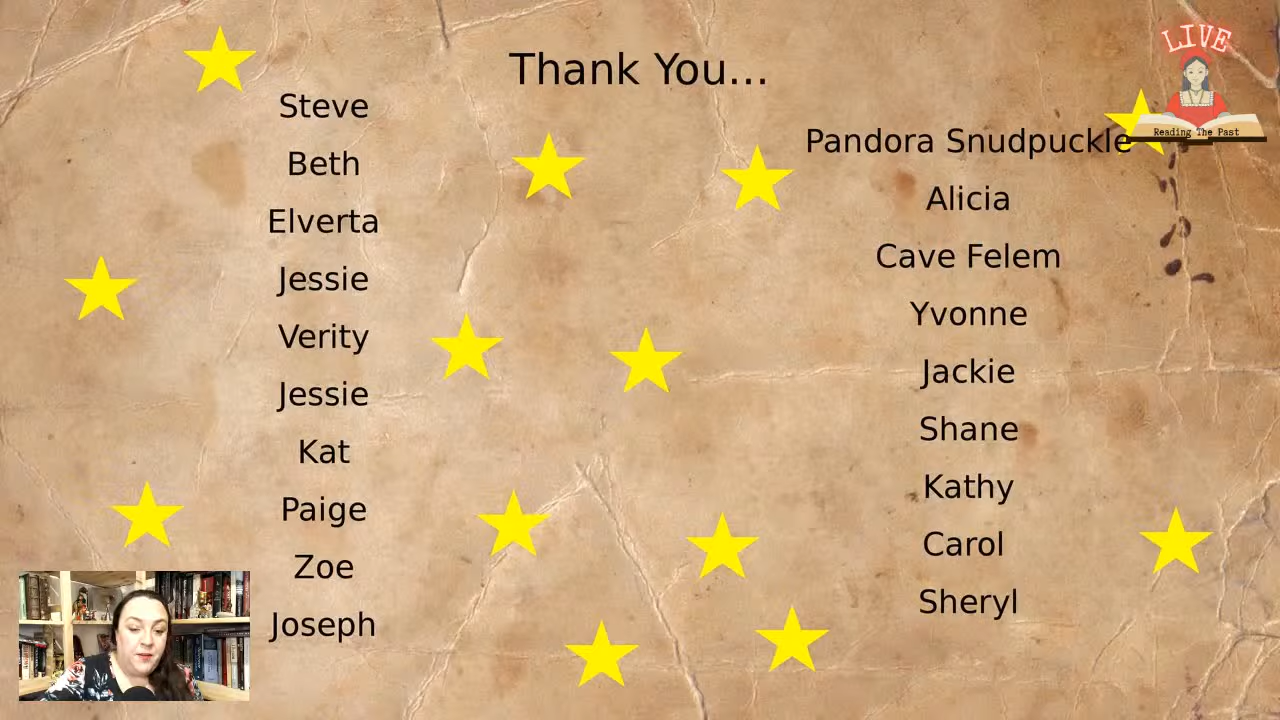 Thank You...
Steve
Beth
Elverta
Jessie
Verity
Jessie
Kat
Paige
Zoe
Joseph
Pandora Snudpuckle
Alicia
Cave Felem
Yvonne
Jackie
Shane
Kathy
Carol
Sheryl
LIVE
Reading The Past